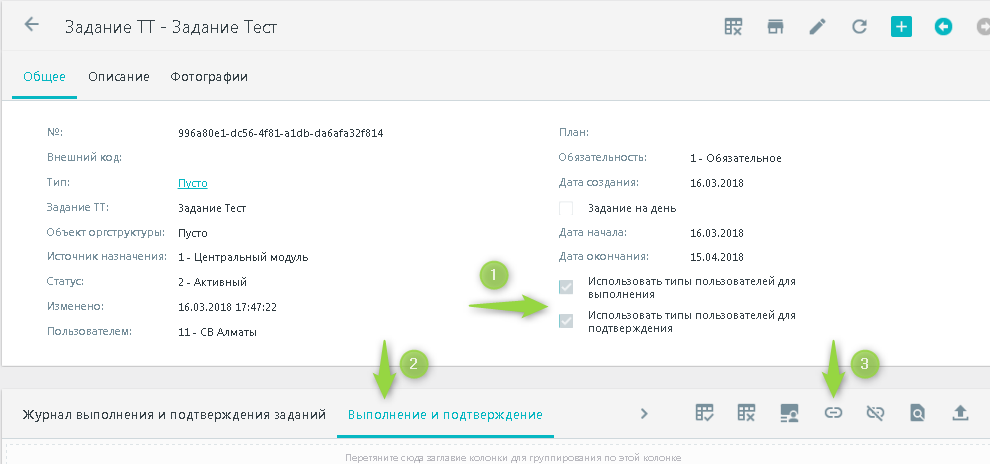 Задание ТТ - Задание Тест
Общее Описание Фотографии
№: 996a80e1-dc56-4f81-a1db-da6afa32f814
Внешний код:
Тип: Пусто
Задание ТТ: Задание Тест
Объект оргструктуры: Пусто
Источник назначения: 1 - Центральный модуль
Статус: 2 - Активный
Изменено: 16.03.2018 17:47:22
Пользователем: 11 - СВ Алматы
План:
Обязательность: 1 - Обязательное
Дата создания: 16.03.2018
Задание на день
Дата начала: 16.03.2018
Дата окончания: 15.04.2018
1
Использовать типы пользователей для
выполнения
Использовать типы пользователей для
подтверждения
2
3
Журнал выполнения и подтверждения заданий Выполнение и подтверждение
Перетяните сюда заглавие колонки для группирования по этой колонке